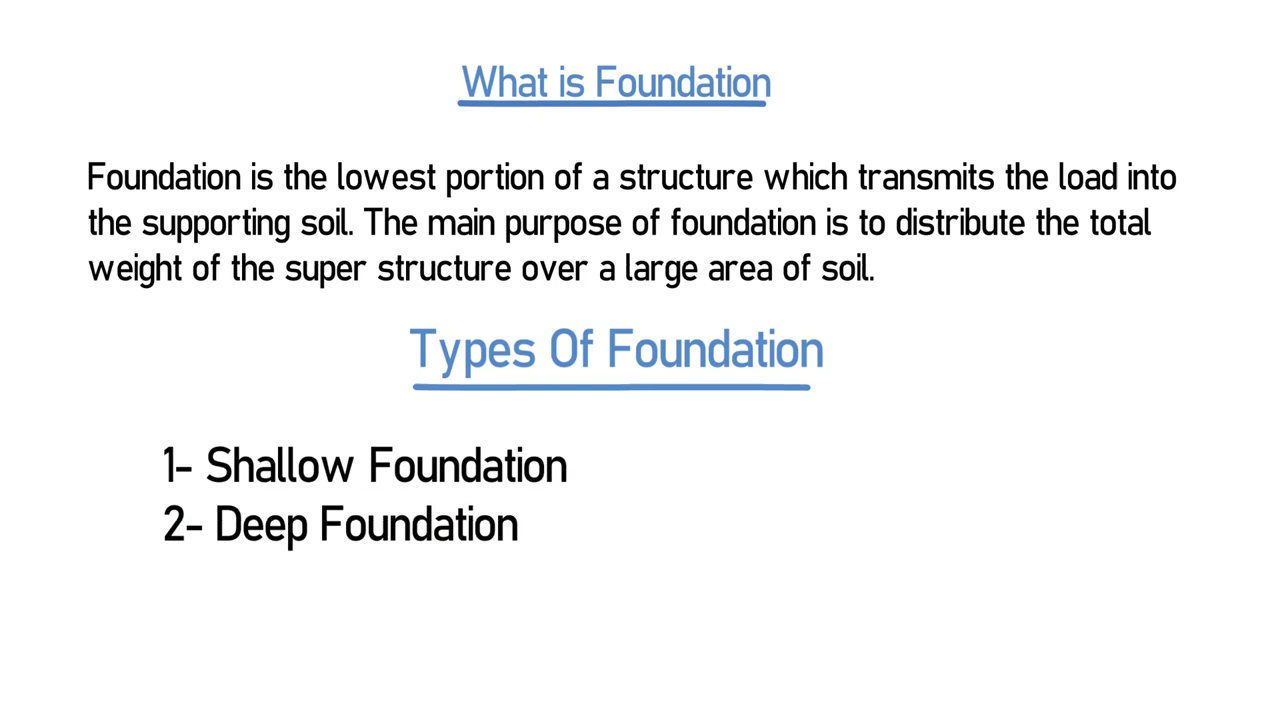 What is Foundation
Foundation is the lowest portion of a structure which transmits the load into
the supporting soil. The main purpose of foundation is to distribute the total
weight of the super structure over a large area of soil.
Types Of Foundation
1- Shallow Foundation
2- Deep Foundation